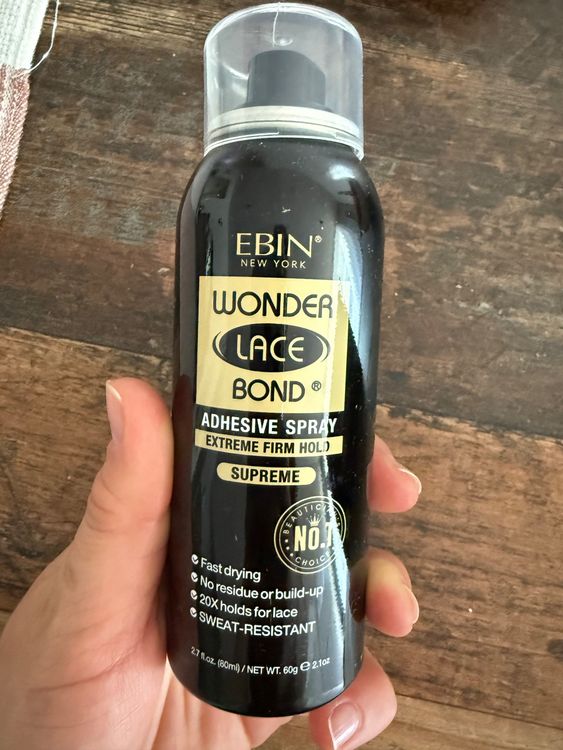 EBIN®
NEW YORK
WONDER
LACE
BOND®
ADHESIVE SPRAY
EXTREME FIRM HOLD
SUPREME
NO.1
CHOICE
Fast drying
No residue or build-up
20X holds for lace
SWEAT-RESISTANT
2.7 fl.oz. (80ml) / NET WT. 60g ℮ 2.1oz